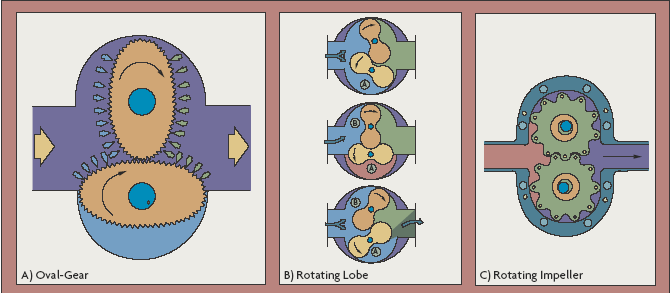 A
B
A
B
A
A) Oval-Gear
B) Rotating Lobe
C) Rotating Impeller